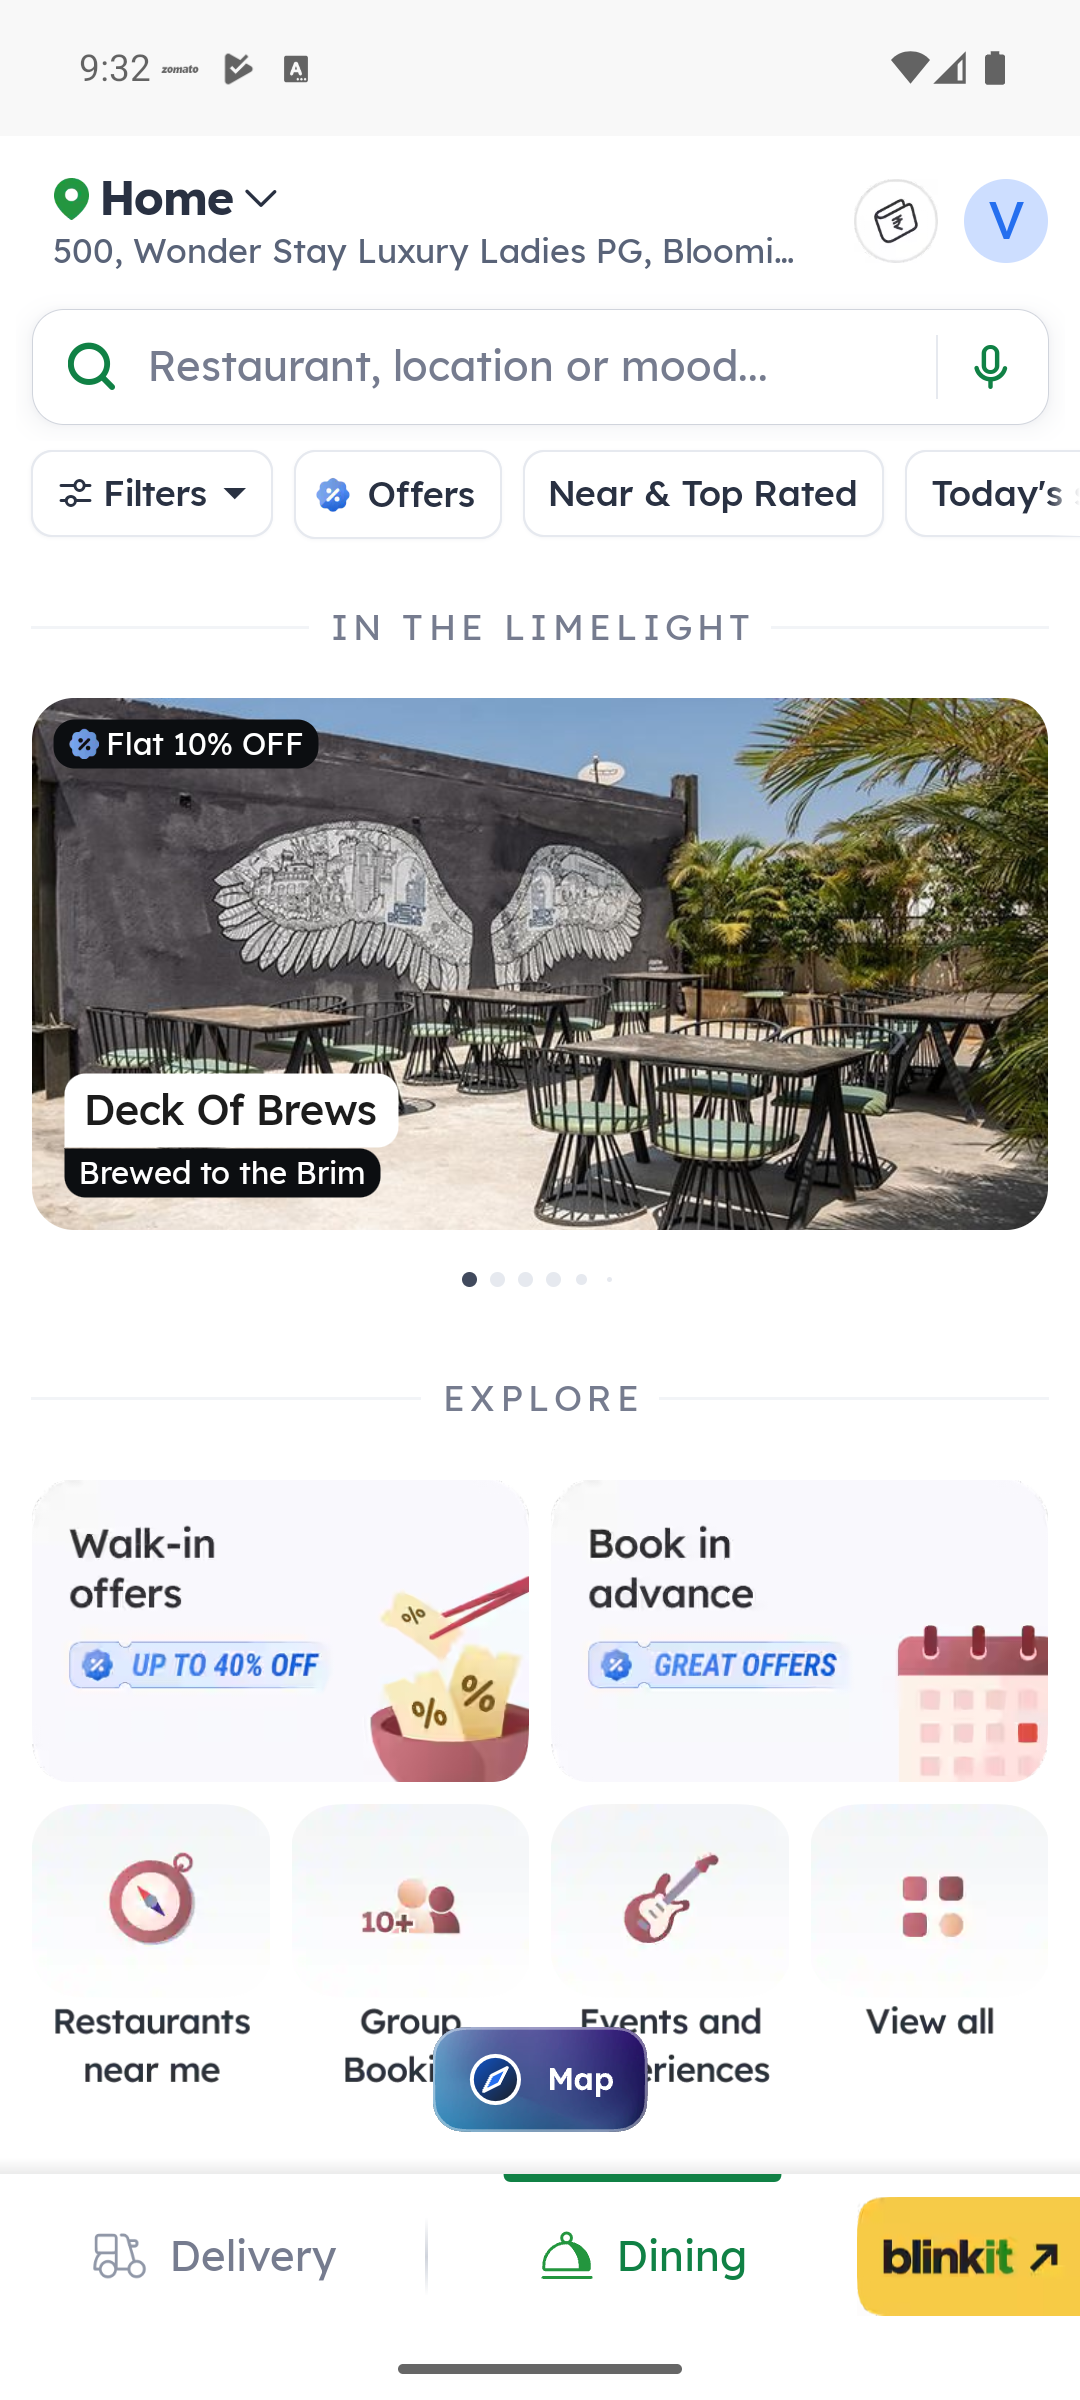 9:32 zomato
Home
500, Wonder Stay Luxury Ladies PG, Bloomi...
₹
V
Restaurant, location or mood...
Filters
Offers
Near & Top Rated
Today's
IN THE LIMELIGHT
Flat 10% OFF
Deck Of Brews
Brewed to the Brim
EXPLORE
Walk-in
offers
UP TO 40% OFF
% % %
Book in
advance
GREAT OFFERS
Restaurants
near me
10+
Group
Booki
Events and
eriences
View all
Map
Delivery
Dining
blinkit